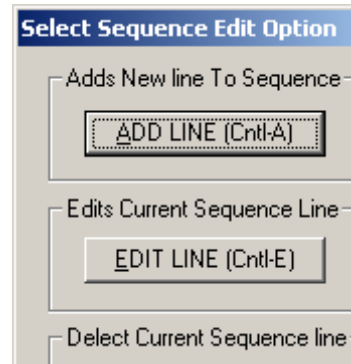 Select Sequence Edit Option
Adds New line To Sequence
ADD LINE (Cntl-A)
Edits Current Sequence Line
EDIT LINE (Cntl-E)
Delect Current Sequence line